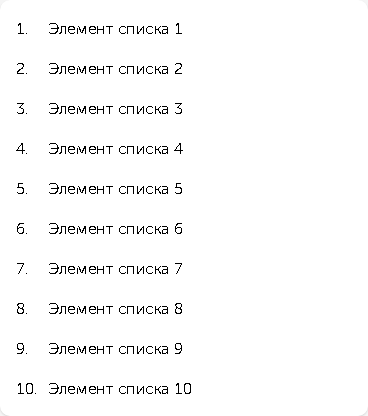 1. Элемент списка 1
2. Элемент списка 2
3. Элемент списка 3
4. Элемент списка 4
5. Элемент списка 5
6. Элемент списка 6
7. Элемент списка 7
8. Элемент списка 8
9. Элемент списка 9
10. Элемент списка 10